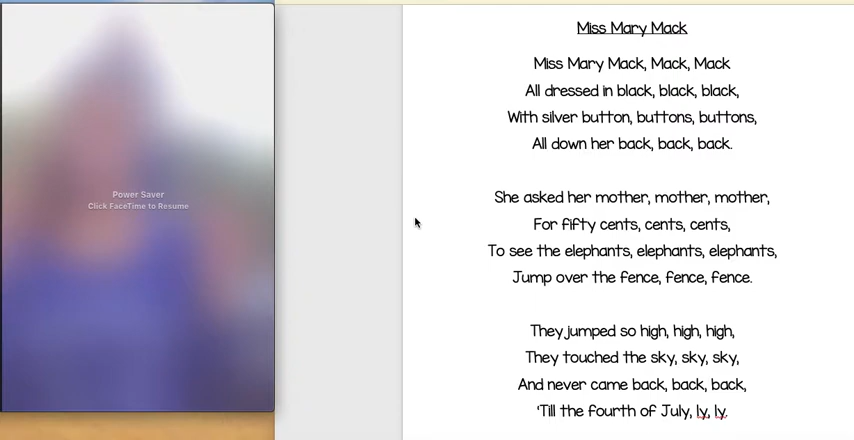 Power Saver
Click FaceTime to Resume
Miss Mary Mack
Miss Mary Mack, Mack, Mack
All dressed in black, black, black,
With silver button, buttons, buttons,
All down her back, back, back.
She asked her mother, mother, mother,
For fifty cents, cents, cents,
To see the elephants, elephants, elephants,
Jump over the fence, fence, fence.
They jumped so high, high, high,
They touched the sky, sky, sky,
And never came back, back, back,
'Till the fourth of July, ly, ly.